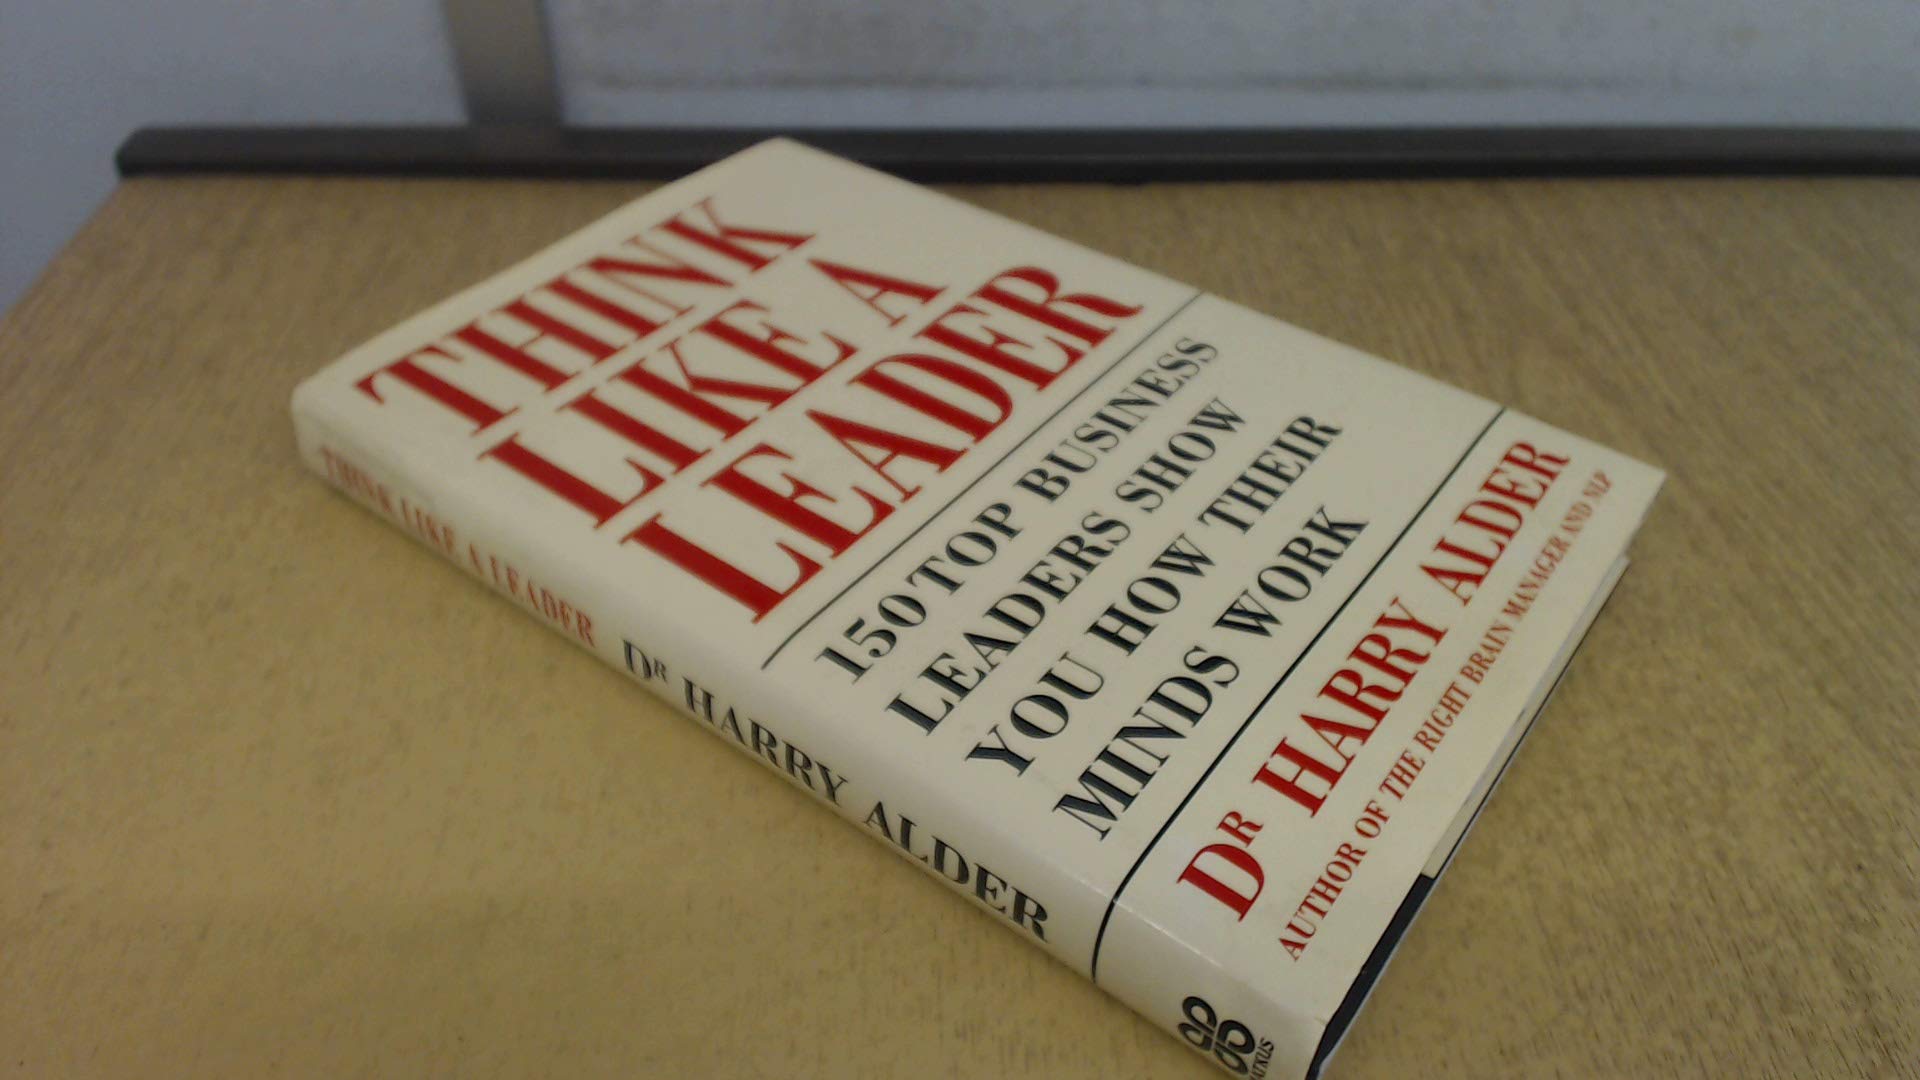 THINK
LIKE A
LEADER
150 TOP BUSINESS
LEADERS SHOW
YOU HOW THEIR
MINDS WORK
DR HARRY ALDER
AUTHOR OF THE RIGHT BRAIN MANAGER AND NLP
THINK LIKE A LEADER DR HARRY ALDER